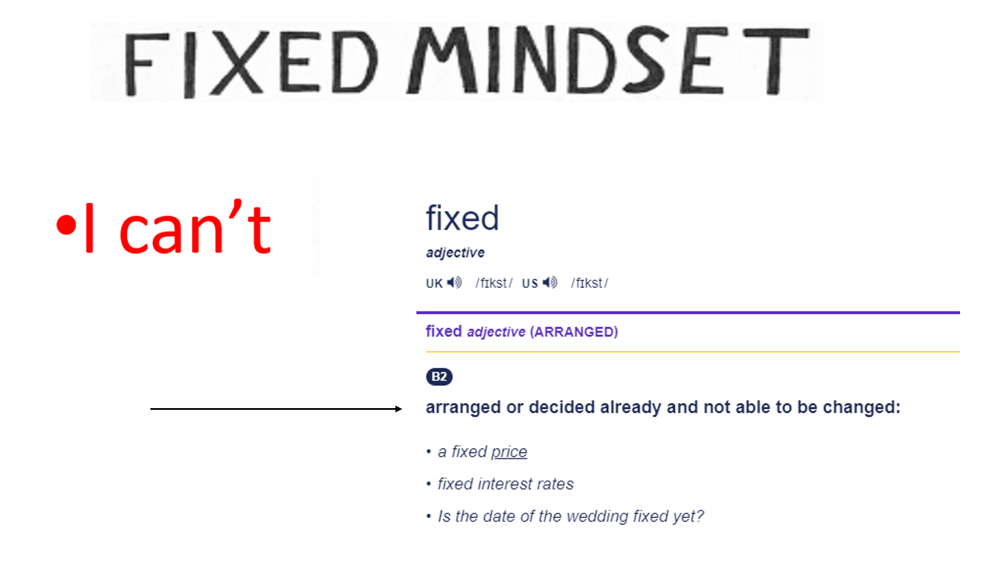 FIXED MINDSET
•I can’t
fixed
adjective
UK /fɪkst/ US /fɪkst/
fixed adjective (ARRANGED)
B2
arranged or decided already and not able to be changed:
• a fixed price
• fixed interest rates
• Is the date of the wedding fixed yet?